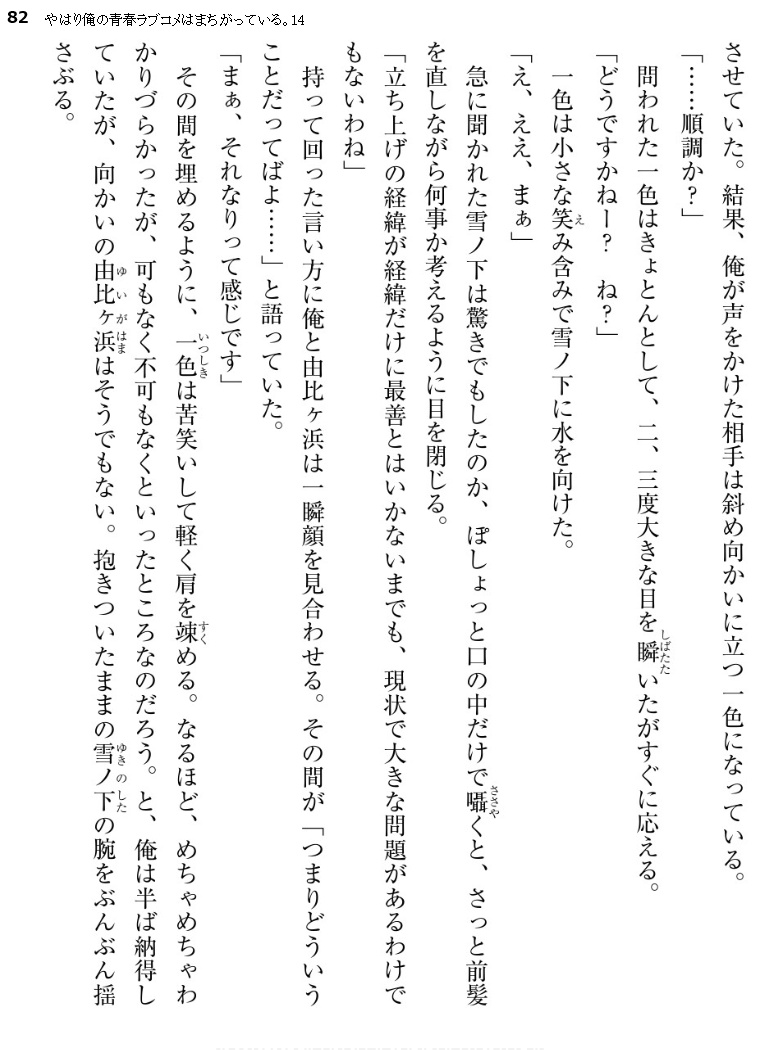 82 やはり俺の青春ラブコメはまちがっている。14
させていた。結果、俺が声をかけた相手は斜め向かいに立つ一色になっている。
「……順調か?」
問われた一色はきょとんとして、二、三度大きな目を瞬いたがすぐに応える。
「どうですかねー? ね?」
一色は小さな笑み含みで雪ノ下に水を向けた。
「え、ええ、まぁ」
急に聞かれた雪ノ下は驚きでもしたのか、ぽしょっと口の中だけで囁くと、さっと前髪
を直しながら何事か考えるように目を閉じる。
「立ち上げの経緯が経緯だけに最善とはいかないまでも、現状で大きな問題があるわけで
もないわね」
持って回った言い方に俺と由比ヶ浜は一瞬顔を見合わせる。その間が「つまりどういう
ことだってばよ……」と語っていた。
「まぁ、それなりって感じです」
その間を埋めるように、一色は苦笑いして軽く肩を竦める。なるほど、めちゃめちゃわ
かりづらかったが、可もなく不可もなくといったところなのだろう。と、俺は半ば納得し
ていたが、向かいの由比ヶ浜はそうでもない。抱きついたままの雪ノ下の腕をぶんぶん揺
さぶる。